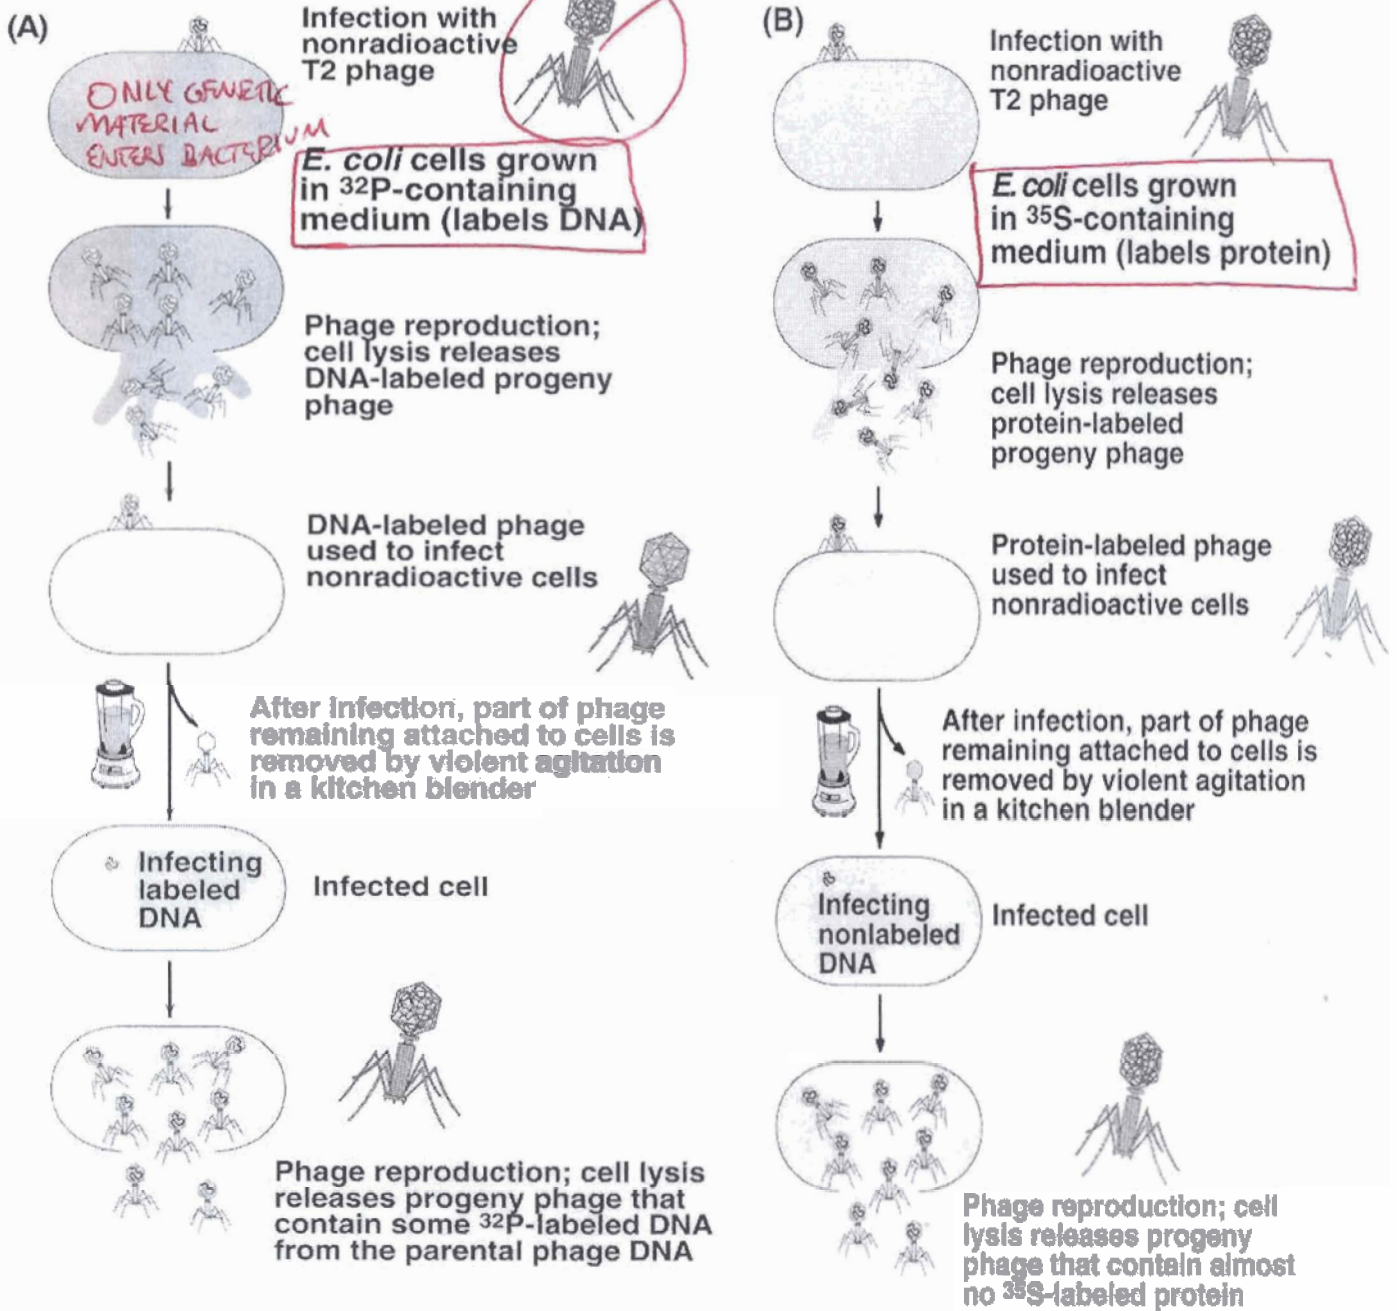 (A)
Infection with
nonradioactive
T2 phage
ONLY GENETIC
MATERIAL
ENTERS BACTERIUM
E. coli cells grown
in ³²P-containing
medium (labels DNA)
Phage reproduction;
cell lysis releases
DNA-labeled progeny
phage
DNA-labeled phage
used to infect
nonradioactive cells
After infection, part of phage
remaining attached to cells is
removed by violent agitation
in a kitchen blender
Infecting
labeled
DNA
Infected cell
Phage reproduction; cell lysis
releases progeny phage that
contain some ³²P-labeled DNA
from the parental phage DNA
(B)
Infection with
nonradioactive
T2 phage
E. coli cells grown
in ³⁵S-containing
medium (labels protein)
Phage reproduction;
cell lysis releases
protein-labeled
progeny phage
Protein-labeled phage
used to infect
nonradioactive cells
After infection, part of phage
remaining attached to cells is
removed by violent agitation
in a kitchen blender
Infecting
nonlabeled
DNA
Infected cell
Phage reproduction; cell
lysis releases progeny
phage that contain almost
no ³⁵S-labeled protein